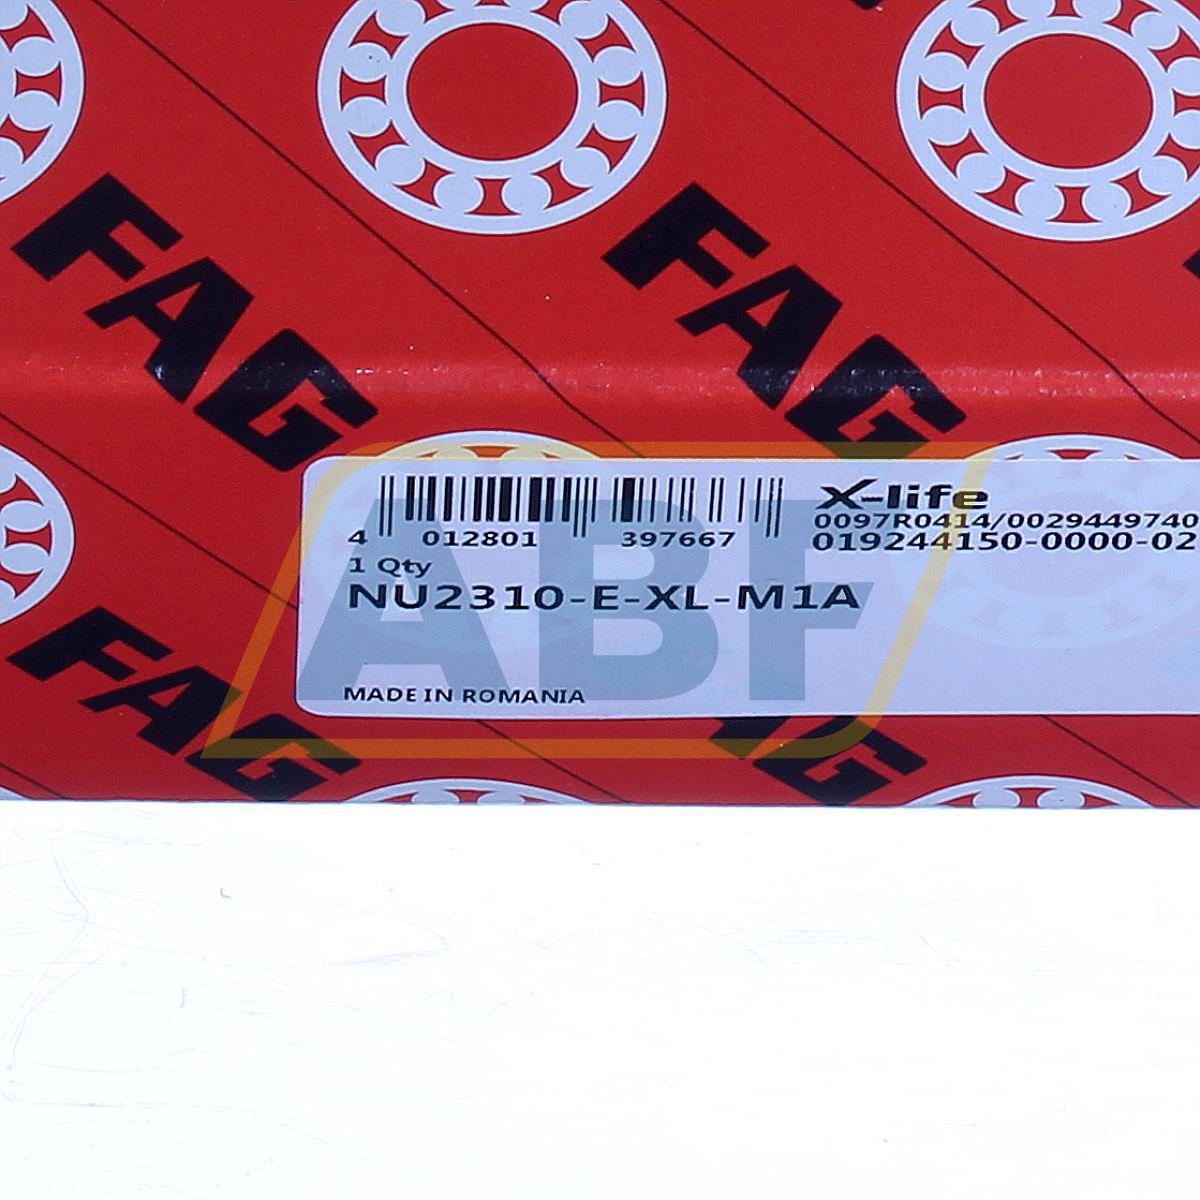 FAG
FAG
X-life
0097R0414/0029449740
019244150-0000-02
4 012801 397667
1 Qty
NU2310-E-XL-M1A
MADE IN ROMANIA
ABF
FAG
FAG